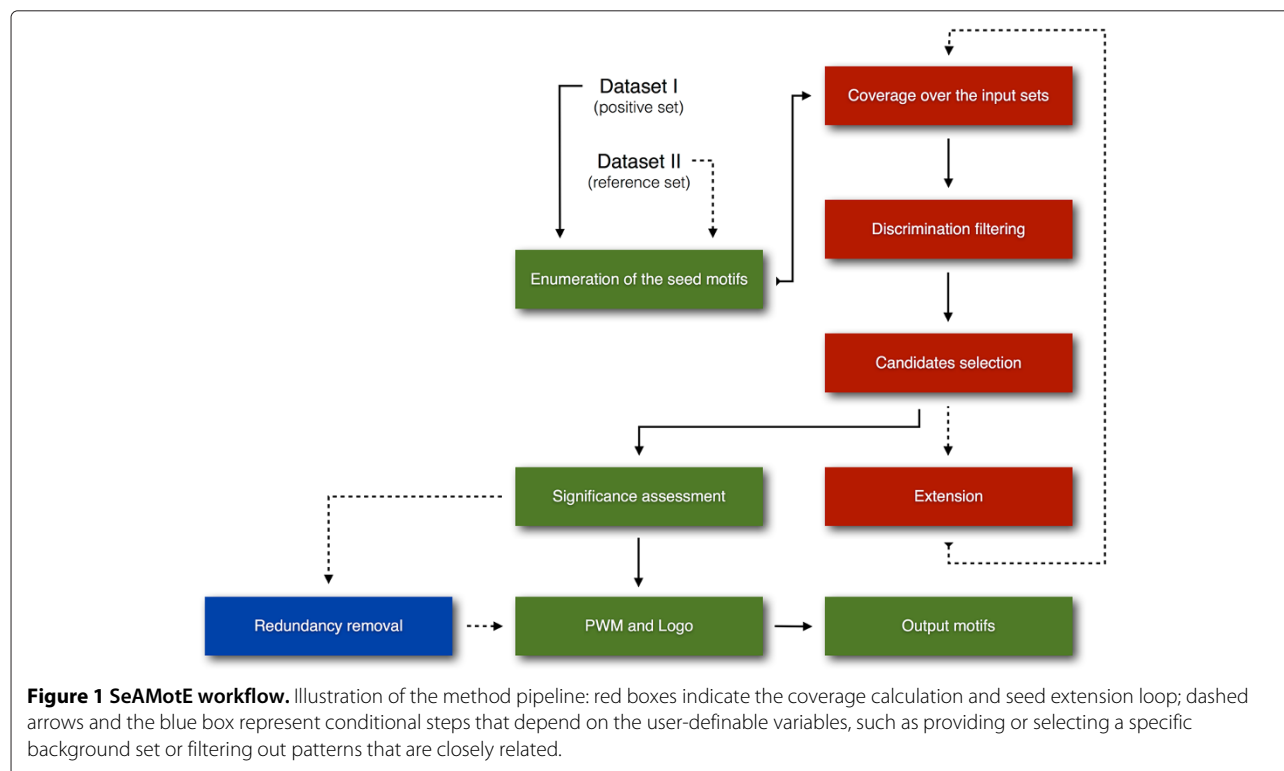 Dataset I
(positive set)
Dataset II
(reference set)
Enumeration of the seed motifs
Coverage over the input sets
Discrimination filtering
Candidates selection
Significance assessment
Extension
Redundancy removal
PWM and Logo
Output motifs
Figure 1 SeAMotE workflow. Illustration of the method pipeline: red boxes indicate the coverage calculation and seed extension loop; dashed
arrows and the blue box represent conditional steps that depend on the user-definable variables, such as providing or selecting a specific
background set or filtering out patterns that are closely related.